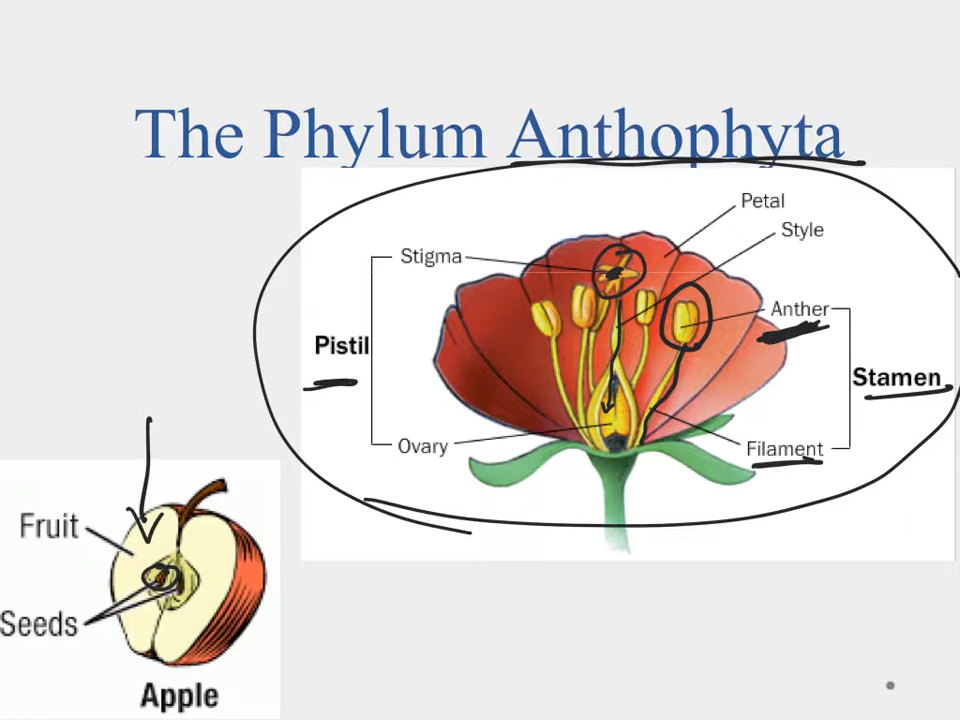 The Phylum Anthophyta
Petal
Style
Stigma
Anther
Pistil
Stamen
Ovary
Filament
Fruit
Seeds
Apple